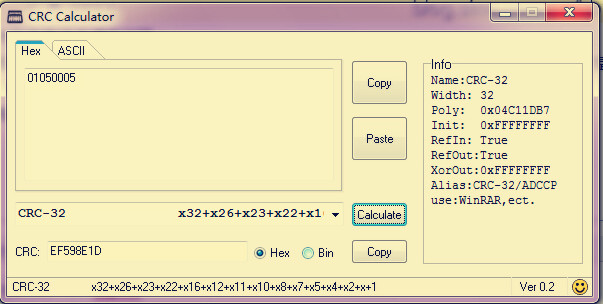 CRC Calculator
Hex ASCII
01050005
Copy
Paste
CRC-32 x32+x26+x23+x22+x1
Calculate
CRC: EF598E1D Hex Bin Copy
Info
Name:CRC-32
Width: 32
Poly: 0x04C11DB7
Init: 0xFFFFFFFF
RefIn: True
RefOut:True
XorOut:0xFFFFFFFF
Alias:CRC-32/ADCCP
use:WinRAR,ect.
CRC-32 x32+x26+x23+x22+x16+x12+x11+x10+x8+x7+x5+x4+x2+x+1 Ver 0.2